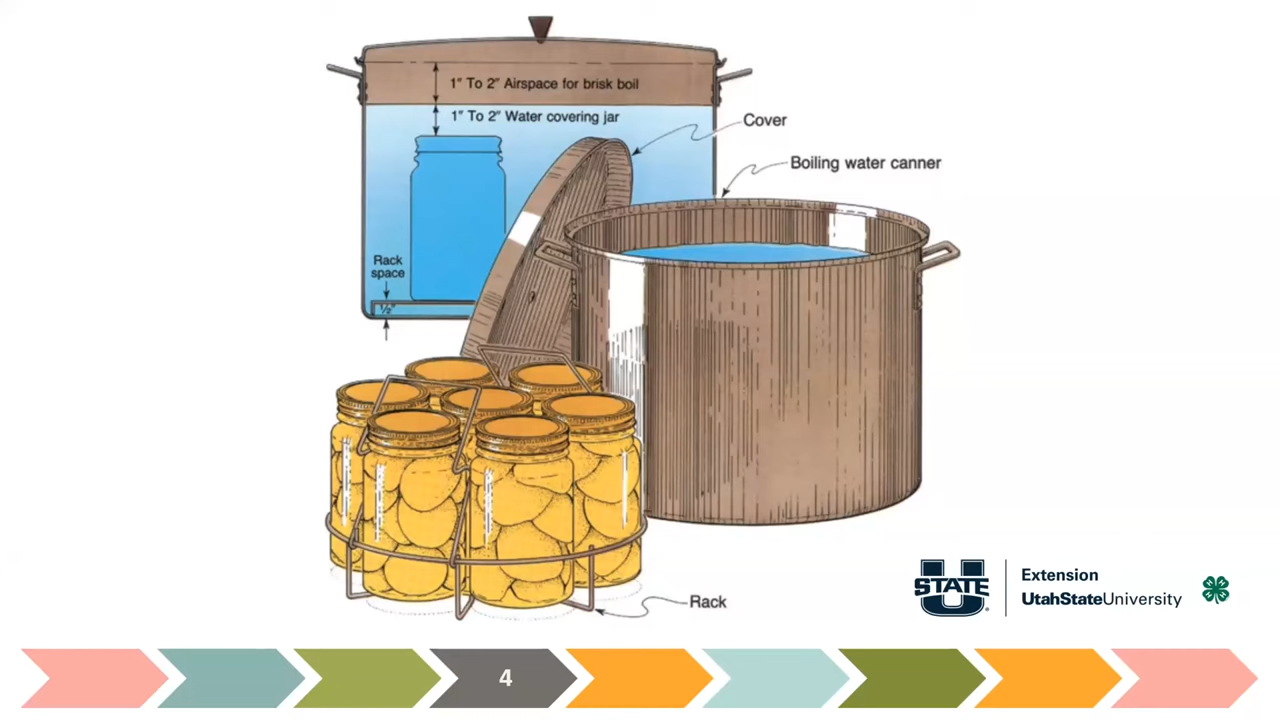 1" To 2" Airspace for brisk boil
1" To 2" Water covering jar
Cover
Boiling water canner
Rack
space
½"
Rack
U
STATE
Extension
UtahStateUniversity
H H H H
4